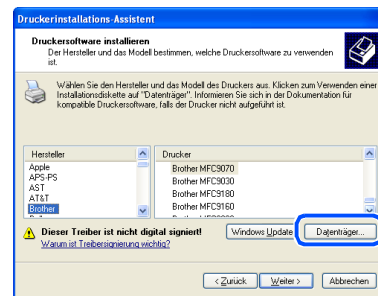 Druckerinstallations-Assistent
Druckersoftware installieren
Der Hersteller und das Modell bestimmen, welche Druckersoftware zu verwenden
ist.
Wählen Sie den Hersteller und das Modell des Druckers aus. Klicken zum Verwenden einer
Installationsdiskette auf "Datenträger". Informieren Sie sich in der Dokumentation für
kompatible Druckersoftware, falls der Drucker nicht aufgeführt ist.
Hersteller
Drucker
Apple
APS-PS
AST
AT&T
Brother
Brother MFC9070
Brother MFC9030
Brother MFC9180
Brother MFC9160
Dieser Treiber ist nicht digital signiert!
Warum ist Treibersignierung wichtig?
Windows Update
Datenträger...
< Zurück
Weiter >
Abbrechen